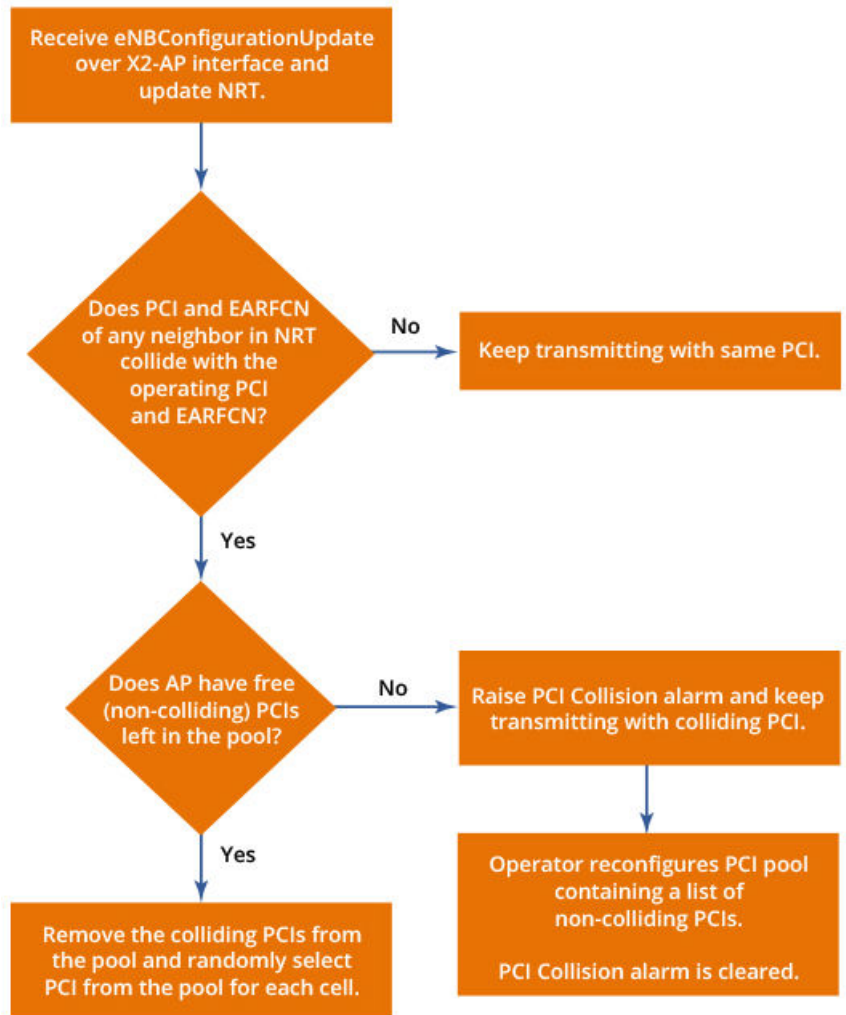 Receive eNBConfigurationUpdate
over X2-AP interface and
update NRT.
Does PCI and EARFCN
of any neighbor in NRT
collide with the
operating PCI
and EARFCN?
No
Keep transmitting with same PCI.
Yes
Does AP have free
(non-colliding) PCIs
left in the pool?
No
Raise PCI Collision alarm and keep
transmitting with colliding PCI.
Yes
Operator reconfigures PCI pool
containing a list of
non-colliding PCIs.
PCI Collision alarm is cleared.
Remove the colliding PCIs from
the pool and randomly select
PCI from the pool for each cell.